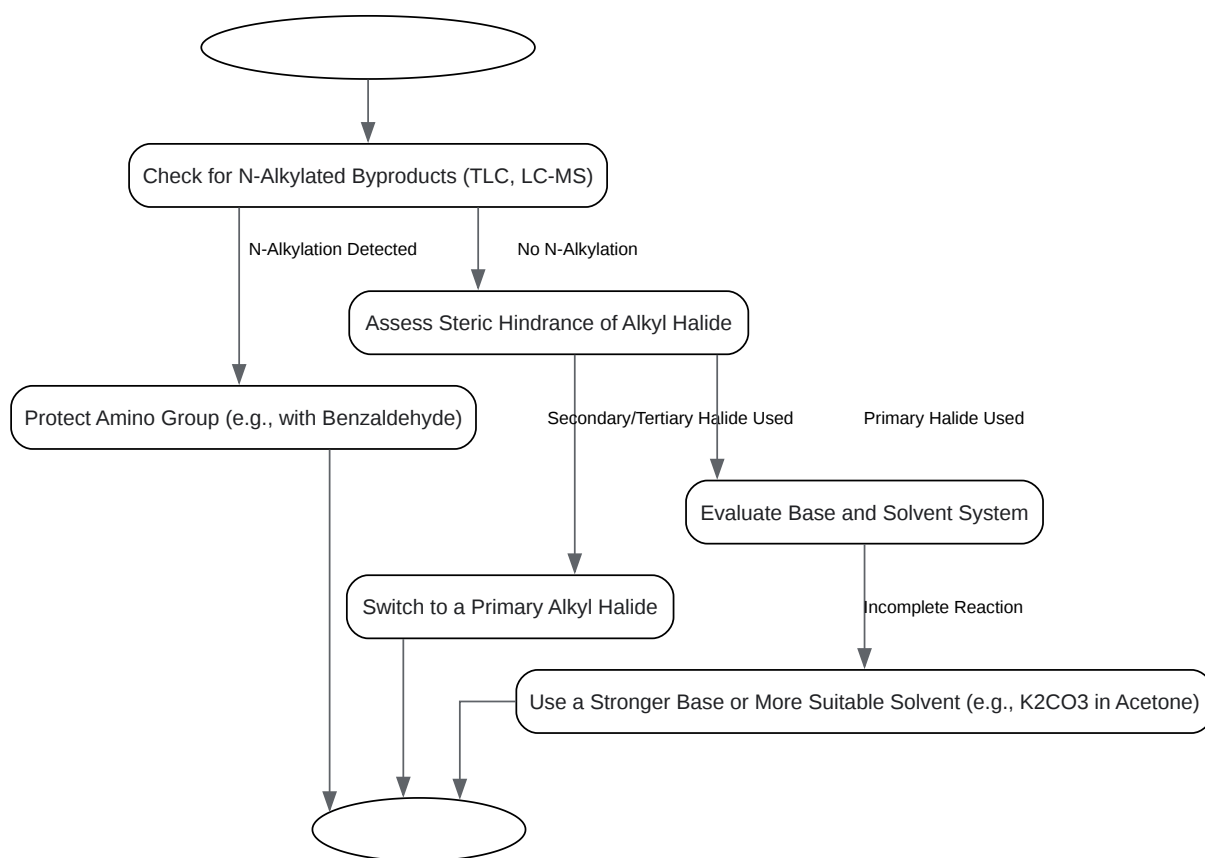 Check for N-Alkylated Byproducts (TLC, LC-MS)
N-Alkylation Detected
No N-Alkylation
Assess Steric Hindrance of Alkyl Halide
Protect Amino Group (e.g., with Benzaldehyde)
Secondary/Tertiary Halide Used
Primary Halide Used
Evaluate Base and Solvent System
Switch to a Primary Alkyl Halide
Incomplete Reaction
Use a Stronger Base or More Suitable Solvent (e.g., K2CO3 in Acetone)